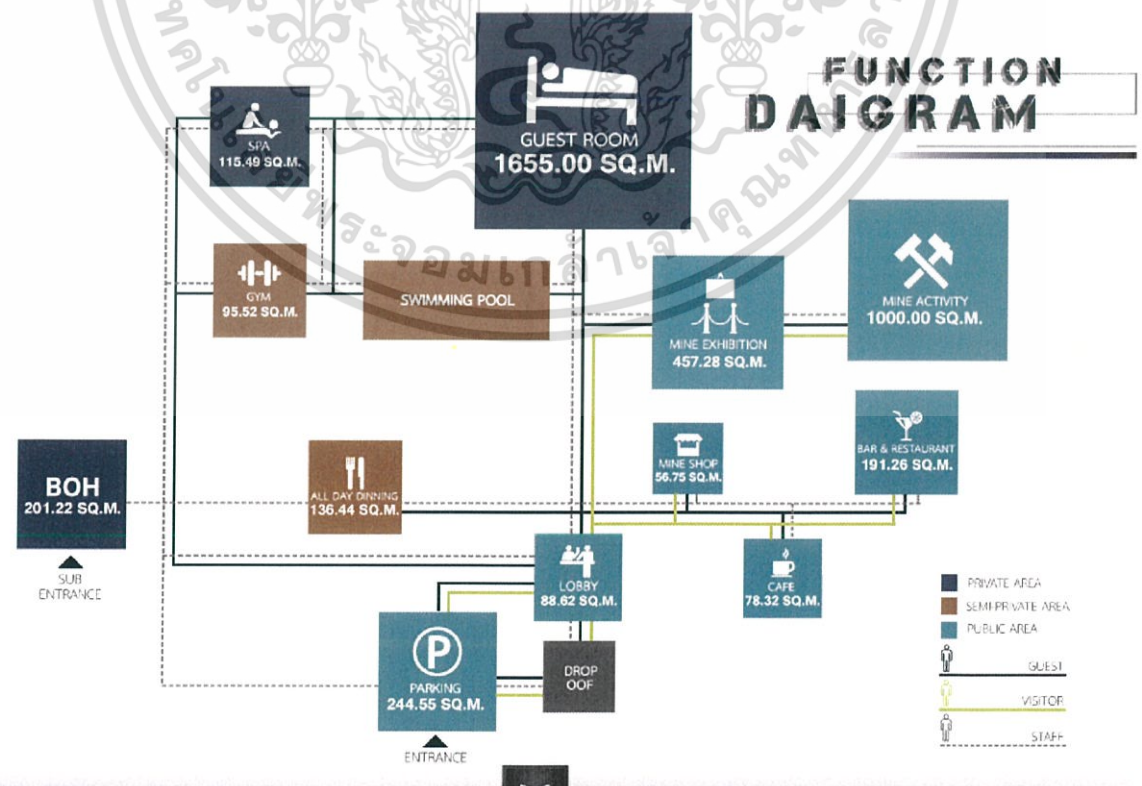 FUNCTION
DAIGRAM
GUEST ROOM
1655.00 SQ.M.
SPA
115.49 SQ.M.
GYM
95.52 SQ.M.
SWIMMING POOL
MINE EXHIBITION
457.28 SQ.M.
MINE ACTIVITY
1000.00 SQ.M.
BOH
201.22 SQ.M.
SUB
ENTRANCE
ALL DAY DINNING
136.44 SQ.M.
MINE SHOP
56.75 SQ.M.
BAR & RESTAURANT
191.26 SQ.M.
LOBBY
88.62 SQ.M.
CAFE
78.32 SQ.M.
P
PARKING
244.55 SQ.M.
ENTRANCE
DROP
OOF
PRIVATE AREA
SEMI-PRIVATE AREA
PUBLIC AREA
GUEST
VISITOR
STAFF